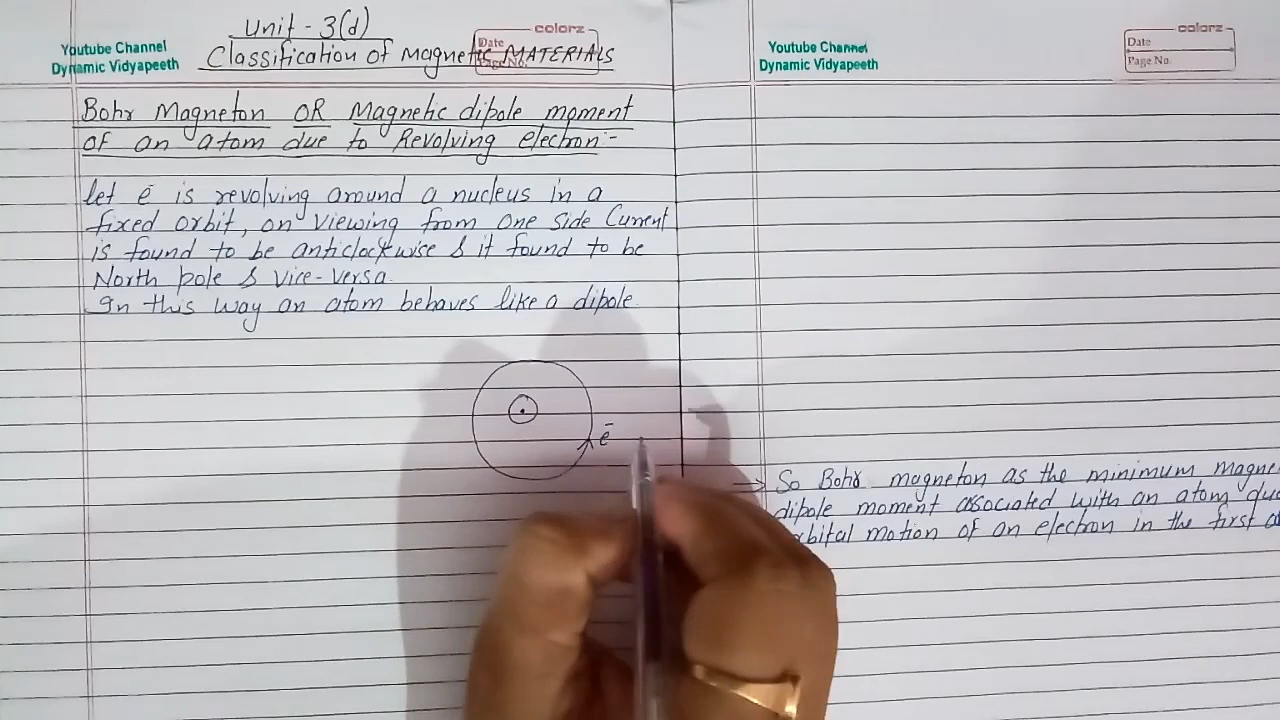 Unit - 3(d)
Classification of Magnetic MATERIALS
Youtube Channel
Dynamic Vidyapeeth
colorz
Date
Page No.
Bohr Magneton OR Magnetic dipole moment
of an atom due to Revolving electron:-
let e̅ is revolving around a nucleus in a
fixed orbit, on viewing from one side Current
is found to be anticlockwise & it found to be
North pole & Vice-Versa.
In this way an atom behaves like a dipole.
e̅
Youtube Channel
Dynamic Vidyapeeth
colorz
Date
Page No.
→ So Bohr magneton as the minimum magne
dipole moment associated with an atom due
orbital motion of an electron in the first